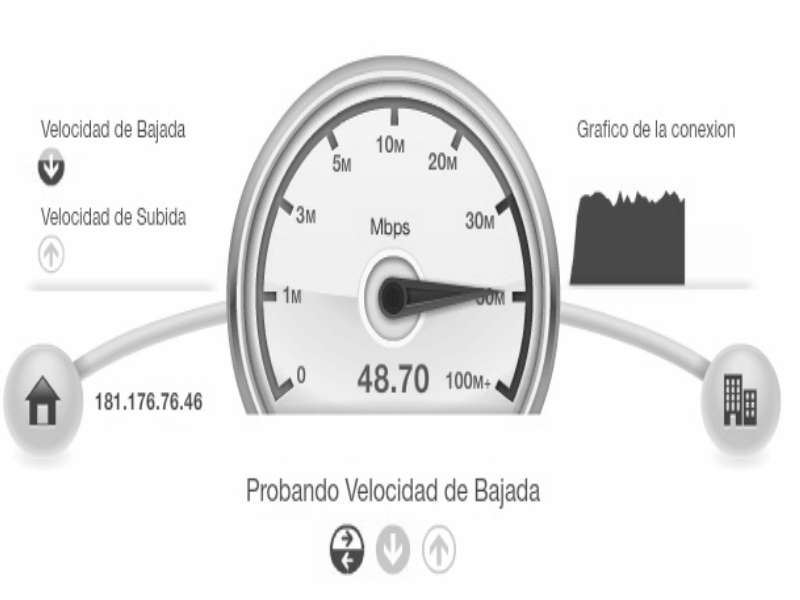 Velocidad de Bajada
Velocidad de Subida
Grafico de la conexion
0
1M
3M
5M
10M
20M
30M
50M
100M+
Mbps
48.70
181.176.76.46
Probando Velocidad de Bajada